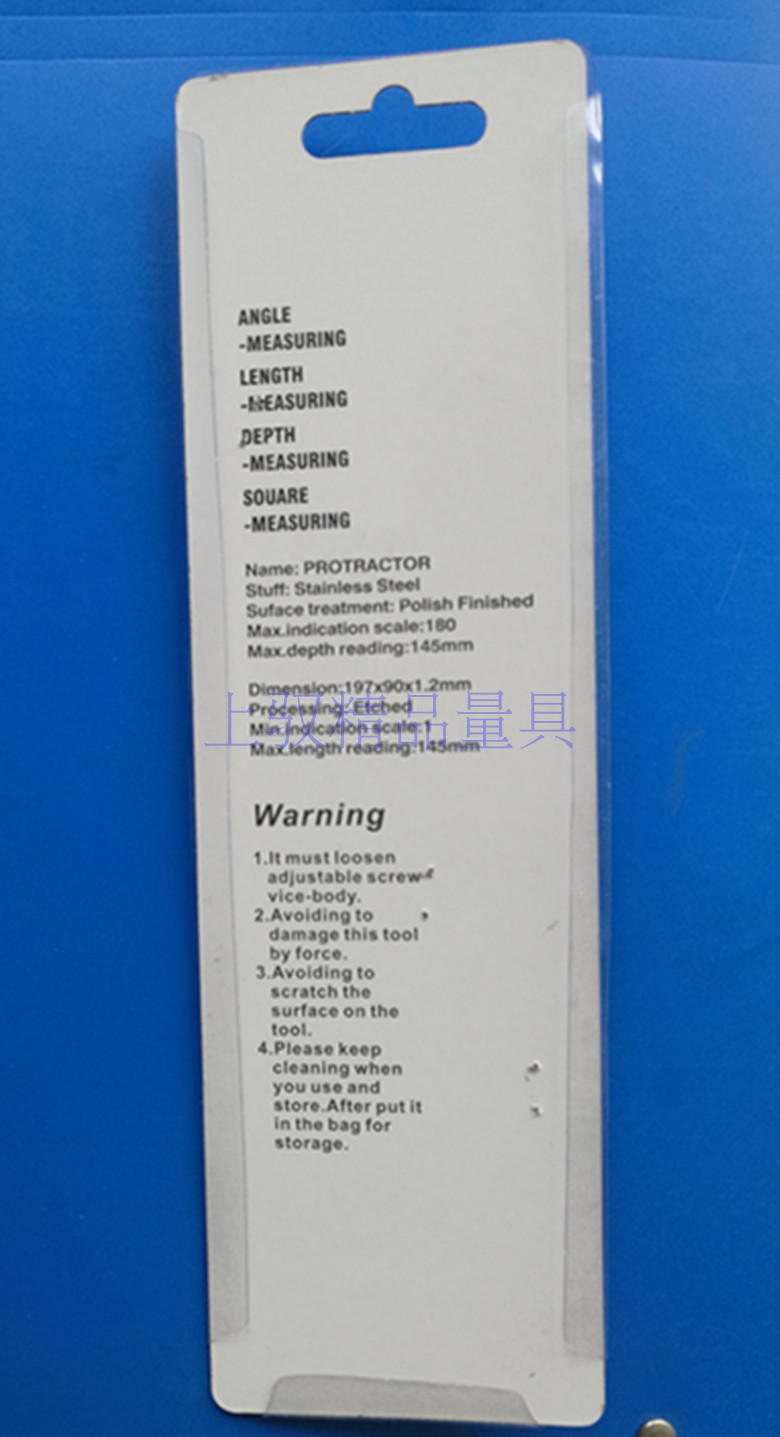 ANGLE
-MEASURING
LENGTH
-MEASURING
DEPTH
-MEASURING
SOUARE
-MEASURING
Name: PROTRACTOR
Stuff: Stainless Steel
Suface treatment: Polish Finished
Max.indication scale:180
Max.depth reading:145mm
Dimension:197x90x1.2mm
Processing: Etched
Min.indication scale:1
Max.length reading:145mm
上驭精品量具
Warning
1.It must loosen
adjustable screw
vice-body.
2.Avoiding to
damage this tool
by force.
3.Avoiding to
scratch the
surface on the
tool.
4.Please keep
cleaning when
you use and
store.After put it
in the bag for
storage.